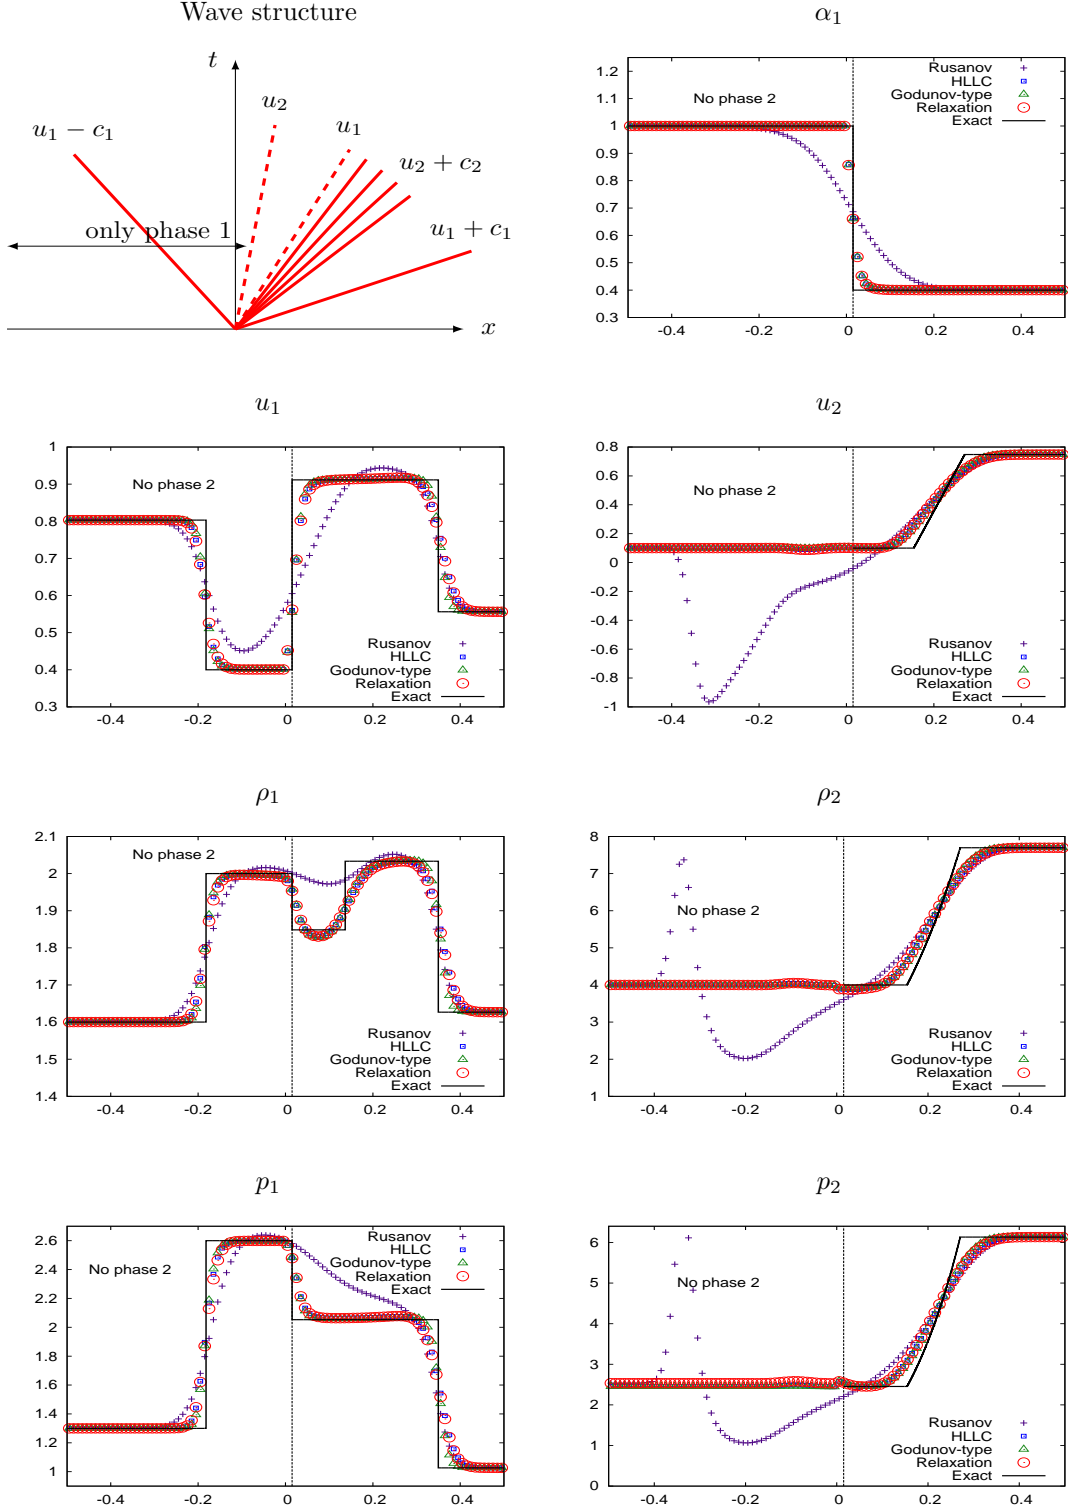 Wave structure
t
u₂
u₁ − c₁
u₁
u₂ + c₂
only phase 1
u₁ + c₁
x
α₁
1.2
1.1
1
0.9
0.8
0.7
0.6
0.5
0.4
0.3
-0.4
-0.2
0
0.2
0.4
No phase 2
Rusanov
HLLC
Godunov-type
Relaxation
Exact
u₁
1
0.9
0.8
0.7
0.6
0.5
0.4
0.3
-0.4
-0.2
0
0.2
0.4
No phase 2
Rusanov
HLLC
Godunov-type
Relaxation
Exact
u₂
0.8
0.6
0.4
0.2
0
-0.2
-0.4
-0.6
-0.8
-1
-0.4
-0.2
0
0.2
0.4
No phase 2
Rusanov
HLLC
Godunov-type
Relaxation
Exact
ρ₁
2.1
2
1.9
1.8
1.7
1.6
1.5
1.4
-0.4
-0.2
0
0.2
0.4
No phase 2
Rusanov
HLLC
Godunov-type
Relaxation
Exact
ρ₂
8
7
6
5
4
3
2
1
-0.4
-0.2
0
0.2
0.4
No phase 2
Rusanov
HLLC
Godunov-type
Relaxation
Exact
p₁
2.6
2.4
2.2
2
1.8
1.6
1.4
1.2
1
-0.4
-0.2
0
0.2
0.4
No phase 2
Rusanov
HLLC
Godunov-type
Relaxation
Exact
p₂
6
5
4
3
2
1
0
-0.4
-0.2
0
0.2
0.4
No phase 2
Rusanov
HLLC
Godunov-type
Relaxation
Exact